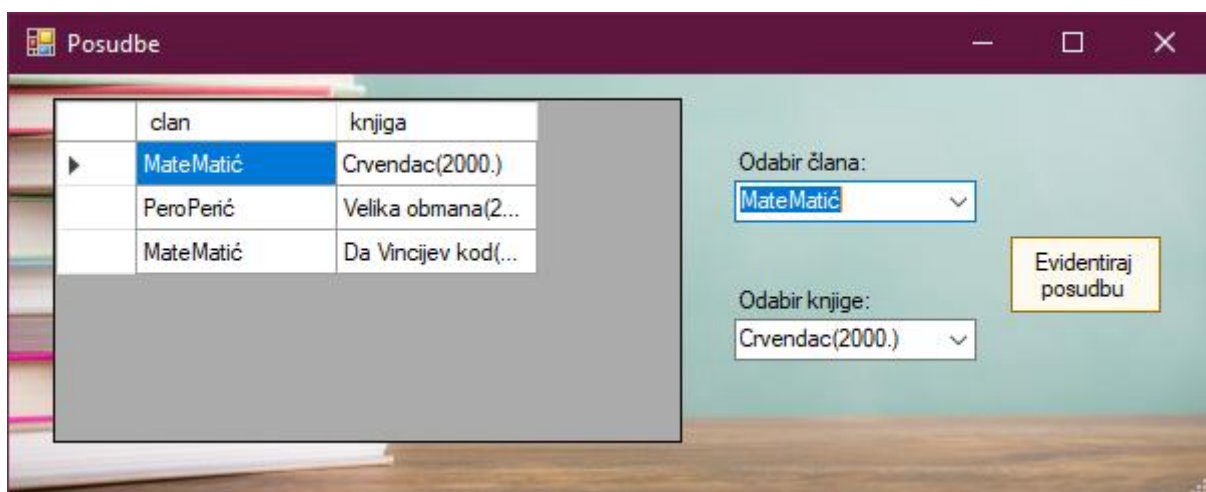 Posudbe
clan knjiga
MateMatić Crvendac(2000.)
PeroPerić Velika obmana(2...
MateMatić Da Vincijev kod(...
Odabir člana:
MateMatić
Odabir knjige:
Crvendac(2000.)
Evidentiraj
posudbu